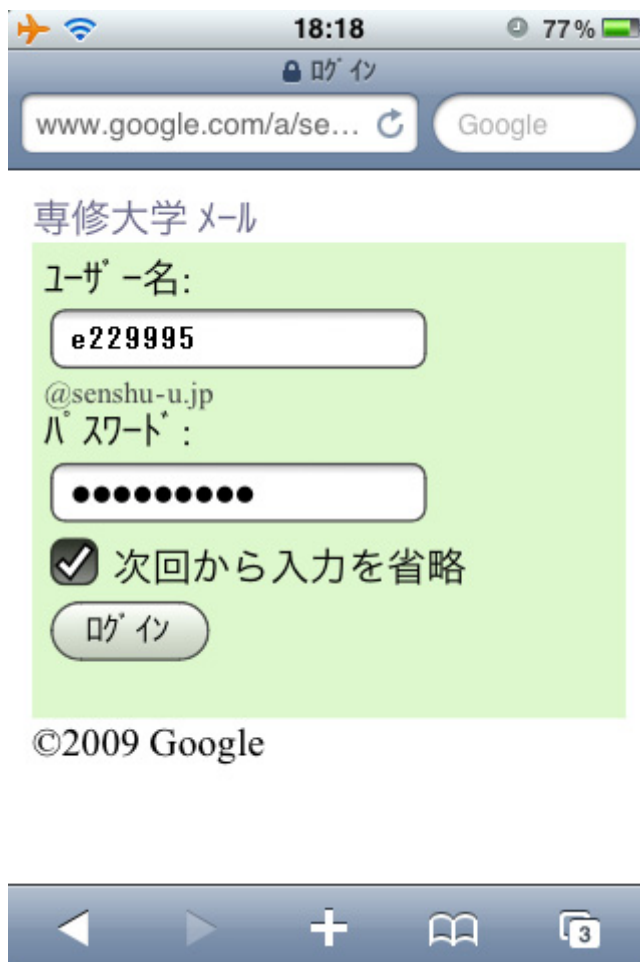 18:18
77%
ﾛｸﾞｲﾝ
www.google.com/a/se...
Google
専修大学 ﾒｰﾙ
ﾕｰｻﾞｰ名:
e229995
@senshu-u.jp
ﾊﾟｽﾜｰﾄﾞ:
●●●●●●●●●
次回から入力を省略
ﾛｸﾞｲﾝ
©2009 Google
3